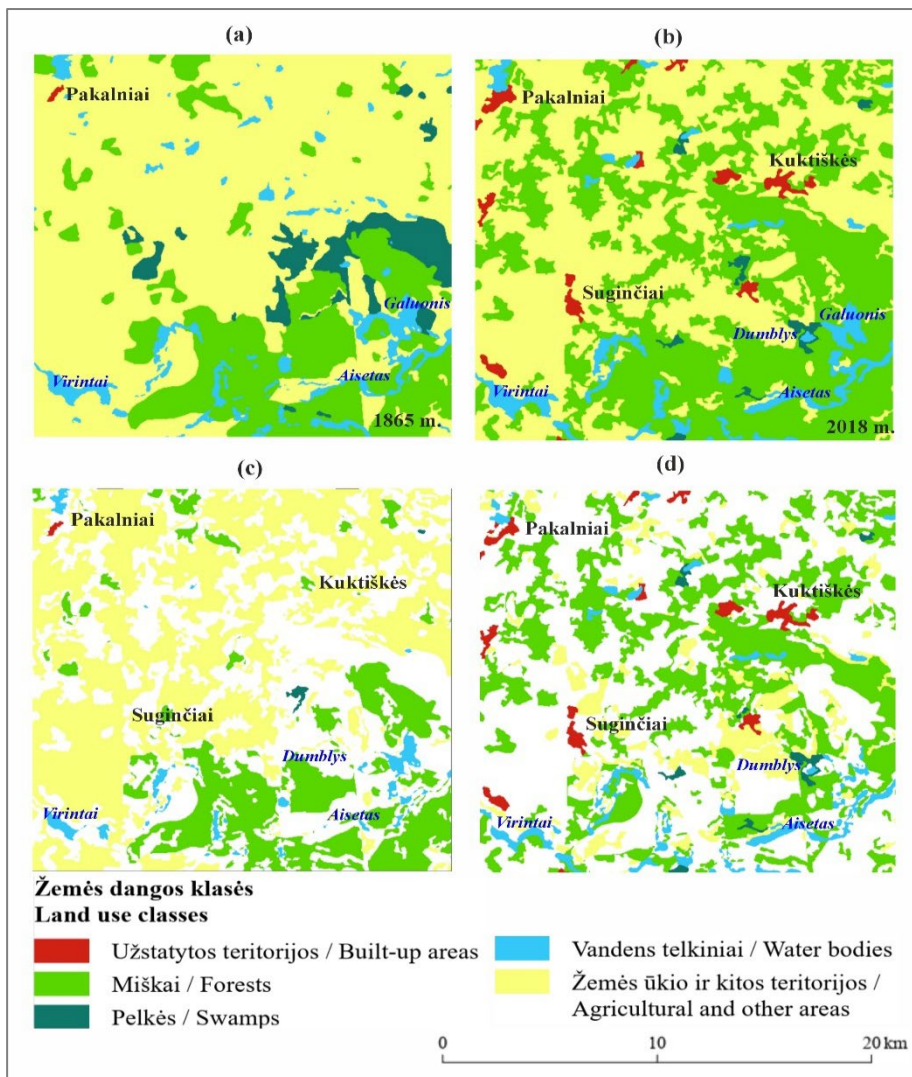 (a)
(b)
Pakalniai
Galuonis
Virintai
Aisetas
1865 m.
Pakalniai
Kuktiškės
Suginčiai
Galuonis
Dumblys
Virintai
Aisetas
2018 m.
(c)
(d)
Pakalniai
Kuktiškės
Suginčiai
Dumblys
Virintai
Aisetas
Pakalniai
Kuktiškės
Suginčiai
Dumblys
Virintai
Aisetas
Žemės dangos klasės
Land use classes
Užstatytos teritorijos / Built-up areas
Miškai / Forests
Pelkės / Swamps
Vandens telkiniai / Water bodies
Žemės ūkio ir kitos teritorijos /
Agricultural and other areas
0 10 20 km